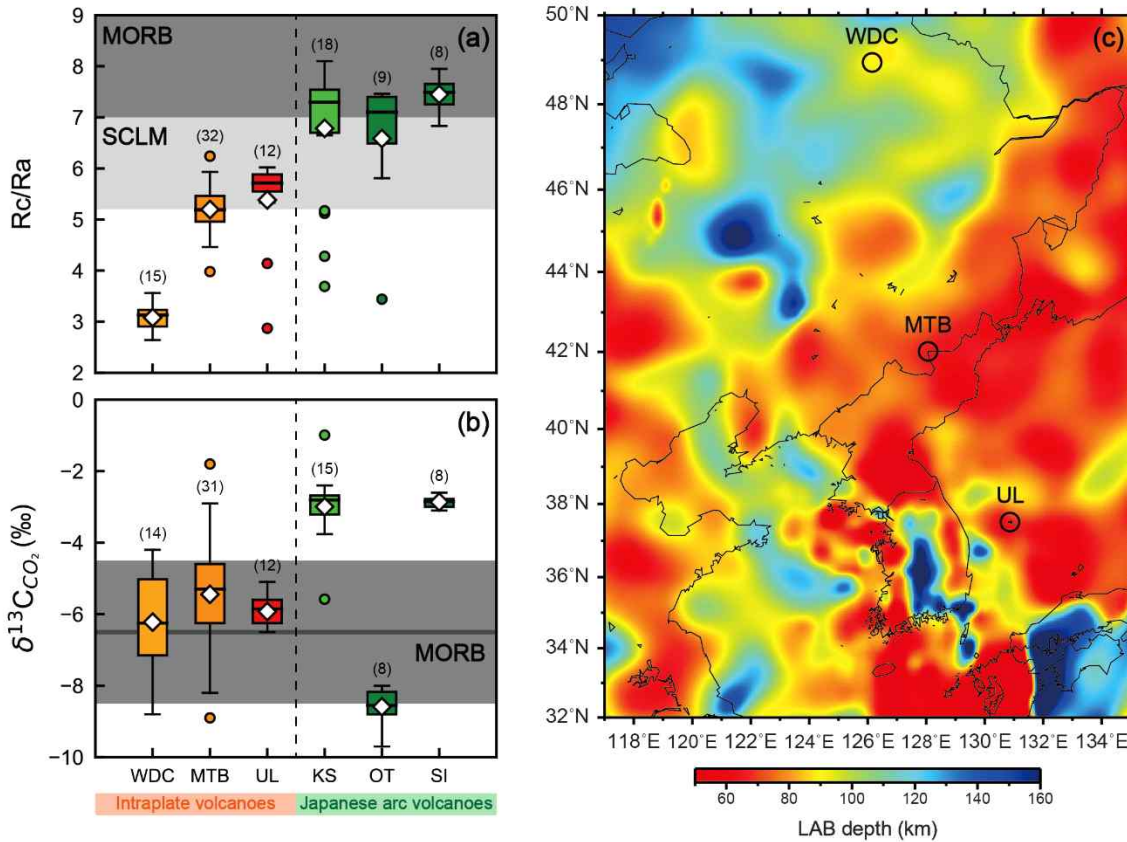 (a)
MORB
SCLM
(15)
(32)
(12)
(18)
(9)
(8)
Rc/Ra
9
8
7
6
5
4
3
2
(b)
(14)
(31)
(12)
(15)
(8)
(8)
MORB
δ¹³C_CO₂ (‰)
0
−2
−4
−6
−8
−10
WDC MTB UL KS OT SI
Intraplate volcanoes Japanese arc volcanoes
(c)
WDC
MTB
UL
50°N
48°N
46°N
44°N
42°N
40°N
38°N
36°N
34°N
32°N
118°E 120°E 122°E 124°E 126°E 128°E 130°E 132°E 134°E
60 80 100 120 140 160
LAB depth (km)